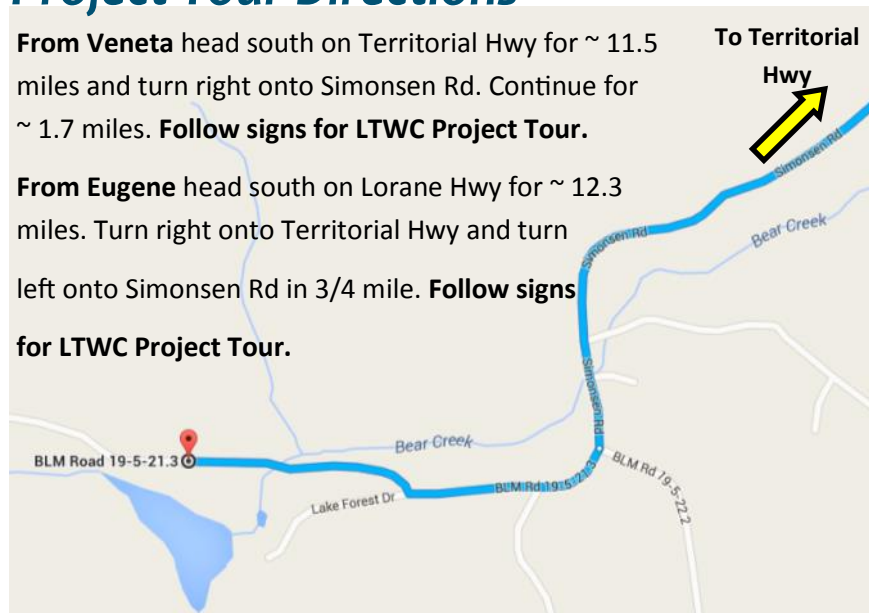 Project Tour Directions
From Veneta head south on Territorial Hwy for ~ 11.5
miles and turn right onto Simonsen Rd. Continue for
~ 1.7 miles. Follow signs for LTWC Project Tour.
To Territorial
Hwy
From Eugene head south on Lorane Hwy for ~ 12.3
miles. Turn right onto Territorial Hwy and turn
left onto Simonsen Rd in 3/4 mile. Follow signs
for LTWC Project Tour.
Simonsen Rd
Bear Creek
Simonsen Rd
Simonsen Rd
Bear Creek
BLM Road 19-5-21.3
BLM Rd 19-5-21.3
BLM Rd 19-5-22.2
Lake Forest Dr